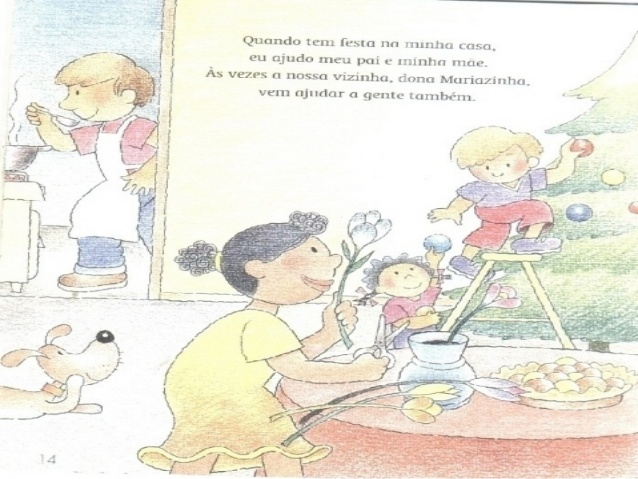 Quando tem festa na minha casa,
eu ajudo meu pai e minha mãe.
Às vezes a nossa vizinha, dona Mariazinha,
vem ajudar a gente também.
14